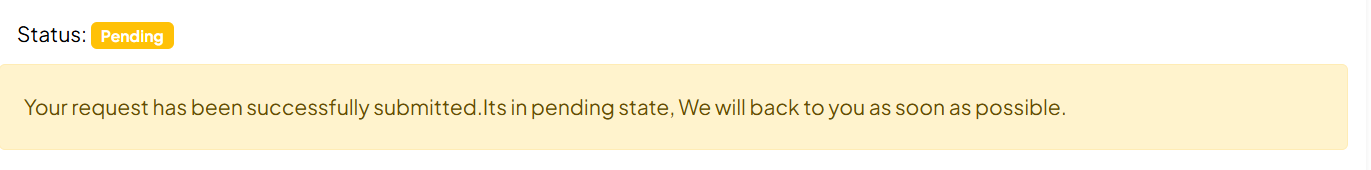 Status: Pending
Your request has been successfully submitted.Its in pending state, We will back to you as soon as possible.